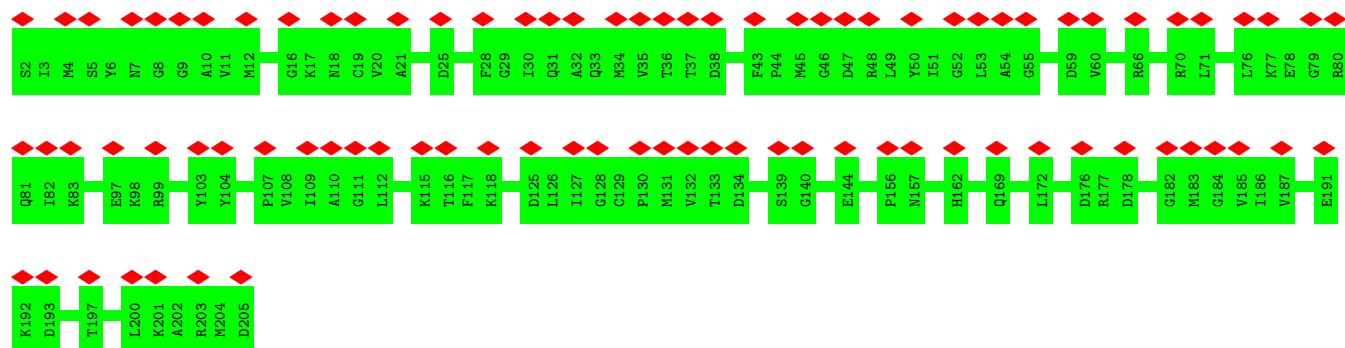 S2 I3 M4 S5 Y6 N7 G8 G9 A10 V11 M12 G16 K17 N18 C19 V20 A21 D25 F28 G29 I30 Q31 A32 Q33 M34 V35 T36 T37 D38 F43 P44 M45 G46 D47 R48 L49 Y50 I51 G52 L53 A54 G55 D59 V60 R66 R70 L71 L76 K77 E78 G79 R80
Q81 I82 K83 E97 K98 R99 Y103 Y104 P107 V108 I109 A110 G111 L112 K115 T116 F117 K118 D125 L126 I127 G128 C129 P130 M131 V132 T133 D134 S139 G140 E144 P156 N157 H162 Q169 L172 D176 R177 D178 G182 M183 G184 V185 I186 V187 E191
K192 D193 T197 L200 K201 A202 R203 M204 D205